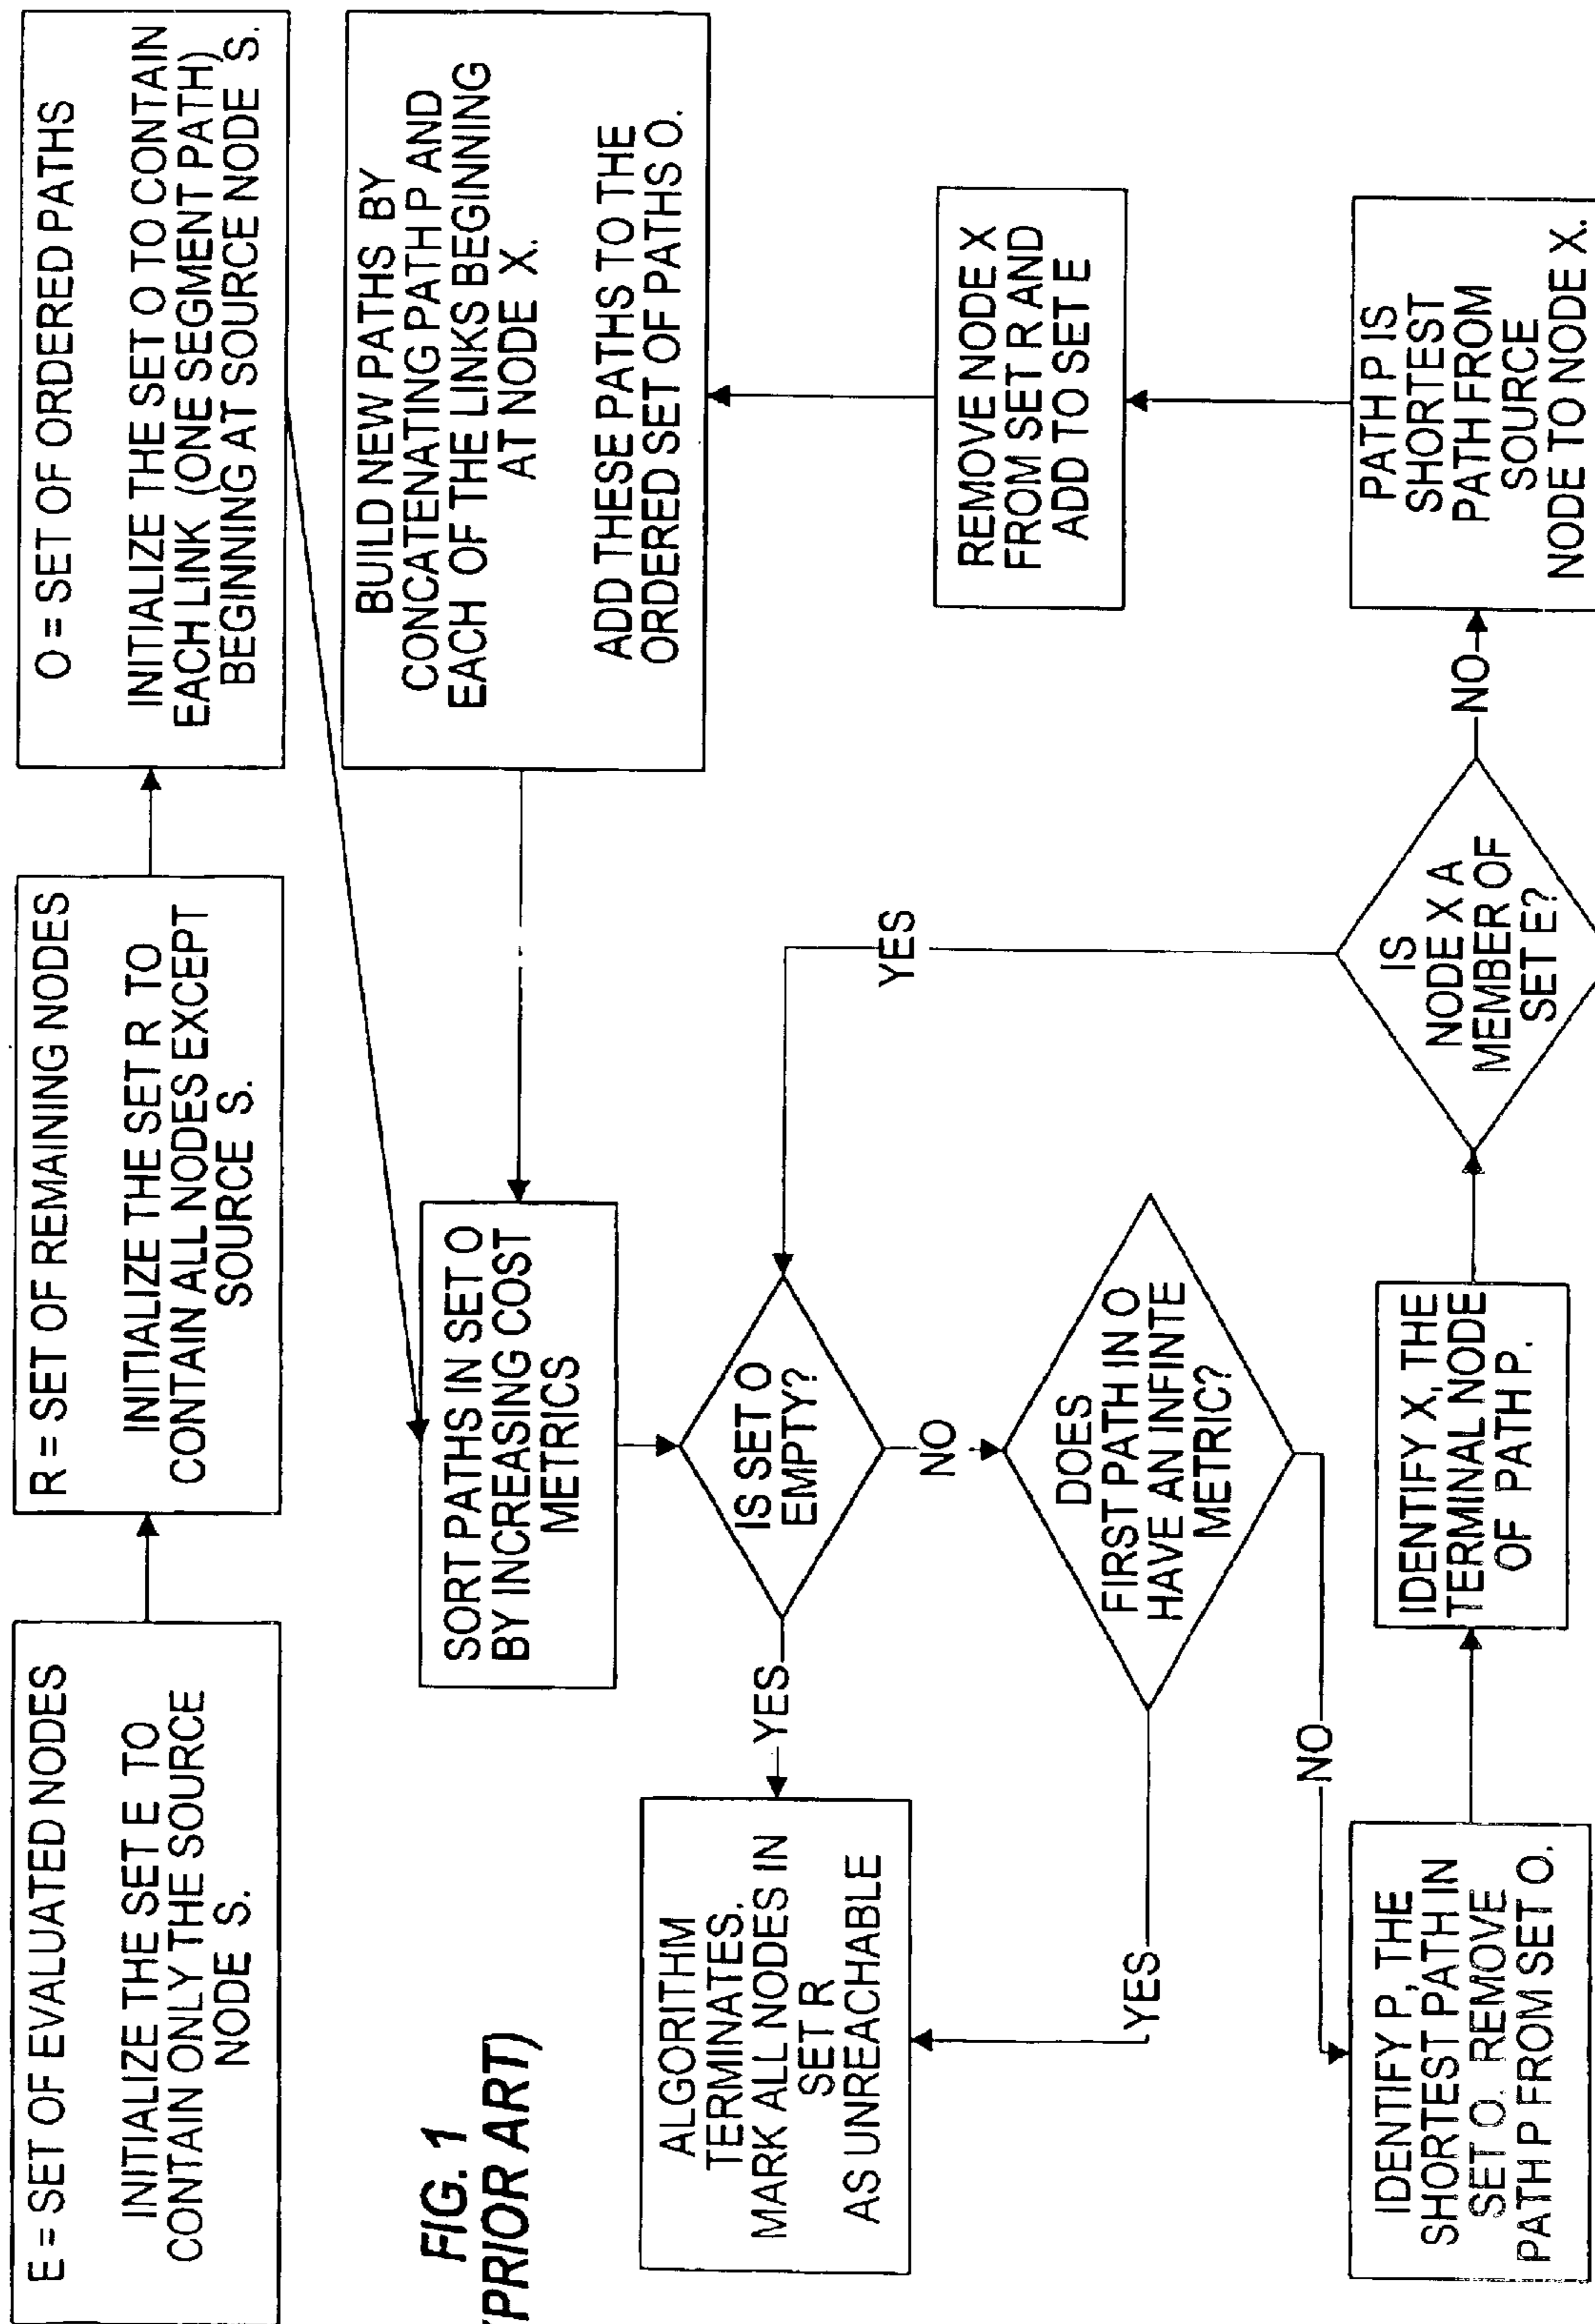 E = SET OF EVALUATED NODES
INITIALIZE THE SET E TO
CONTAIN ONLY THE SOURCE
NODE S.
R = SET OF REMAINING NODES
INITIALIZE THE SET R TO
CONTAIN ALL NODES EXCEPT
SOURCE S.
O = SET OF ORDERED PATHS
INITIALIZE THE SET O TO CONTAIN
EACH LINK (ONE SEGMENT PATH)
BEGINNING AT SOURCE NODE S.
FIG. 1
(PRIOR ART)
SORT PATHS IN SET O
BY INCREASING COST
METRICS
BUILD NEW PATHS BY
CONCATENATING PATH P AND
EACH OF THE LINKS BEGINNING
AT NODE X.
ADD THESE PATHS TO THE
ORDERED SET OF PATHS O.
ALGORITHM
TERMINATES.
MARK ALL NODES IN
SET R
AS UNREACHABLE
YES
IS SET O
EMPTY?
NO
YES
DOES
FIRST PATH IN O
HAVE AN INFINITE
METRIC?
YES
NO
REMOVE NODE X
FROM SET R AND
ADD TO SET E
IDENTIFY P, THE
SHORTEST PATH IN
SET O. REMOVE
PATH P FROM SET O.
IDENTIFY X, THE
TERMINAL NODE
OF PATH P.
IS
NODE X A
MEMBER OF
SET E?
NO
PATH P IS
SHORTEST
PATH FROM
SOURCE
NODE TO NODE X.